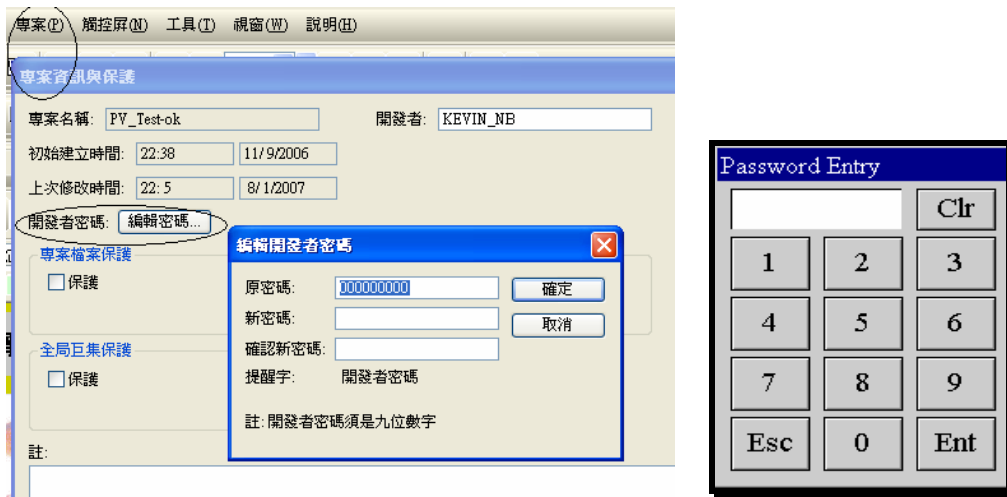 專案(P) 觸控屏(N) 工具(T) 視窗(W) 說明(H)
專案資訊與保護
專案名稱: PV_Test-ok 開發者: KEVIN_NB
初始建立時間: 22:38 11/ 9/2006
上次修改時間: 22: 5 8/ 1/2007
開發者密碼: 編輯密碼...
專案檔案保護
保護
全局巨集保護
保護
註:
編輯開發者密碼
原密碼: 000000000 確定
新密碼: 取消
確認新密碼:
提醒字: 開發者密碼
註: 開發者密碼須是九位數字
Password Entry
Clr
1 2 3
4 5 6
7 8 9
Esc 0 Ent